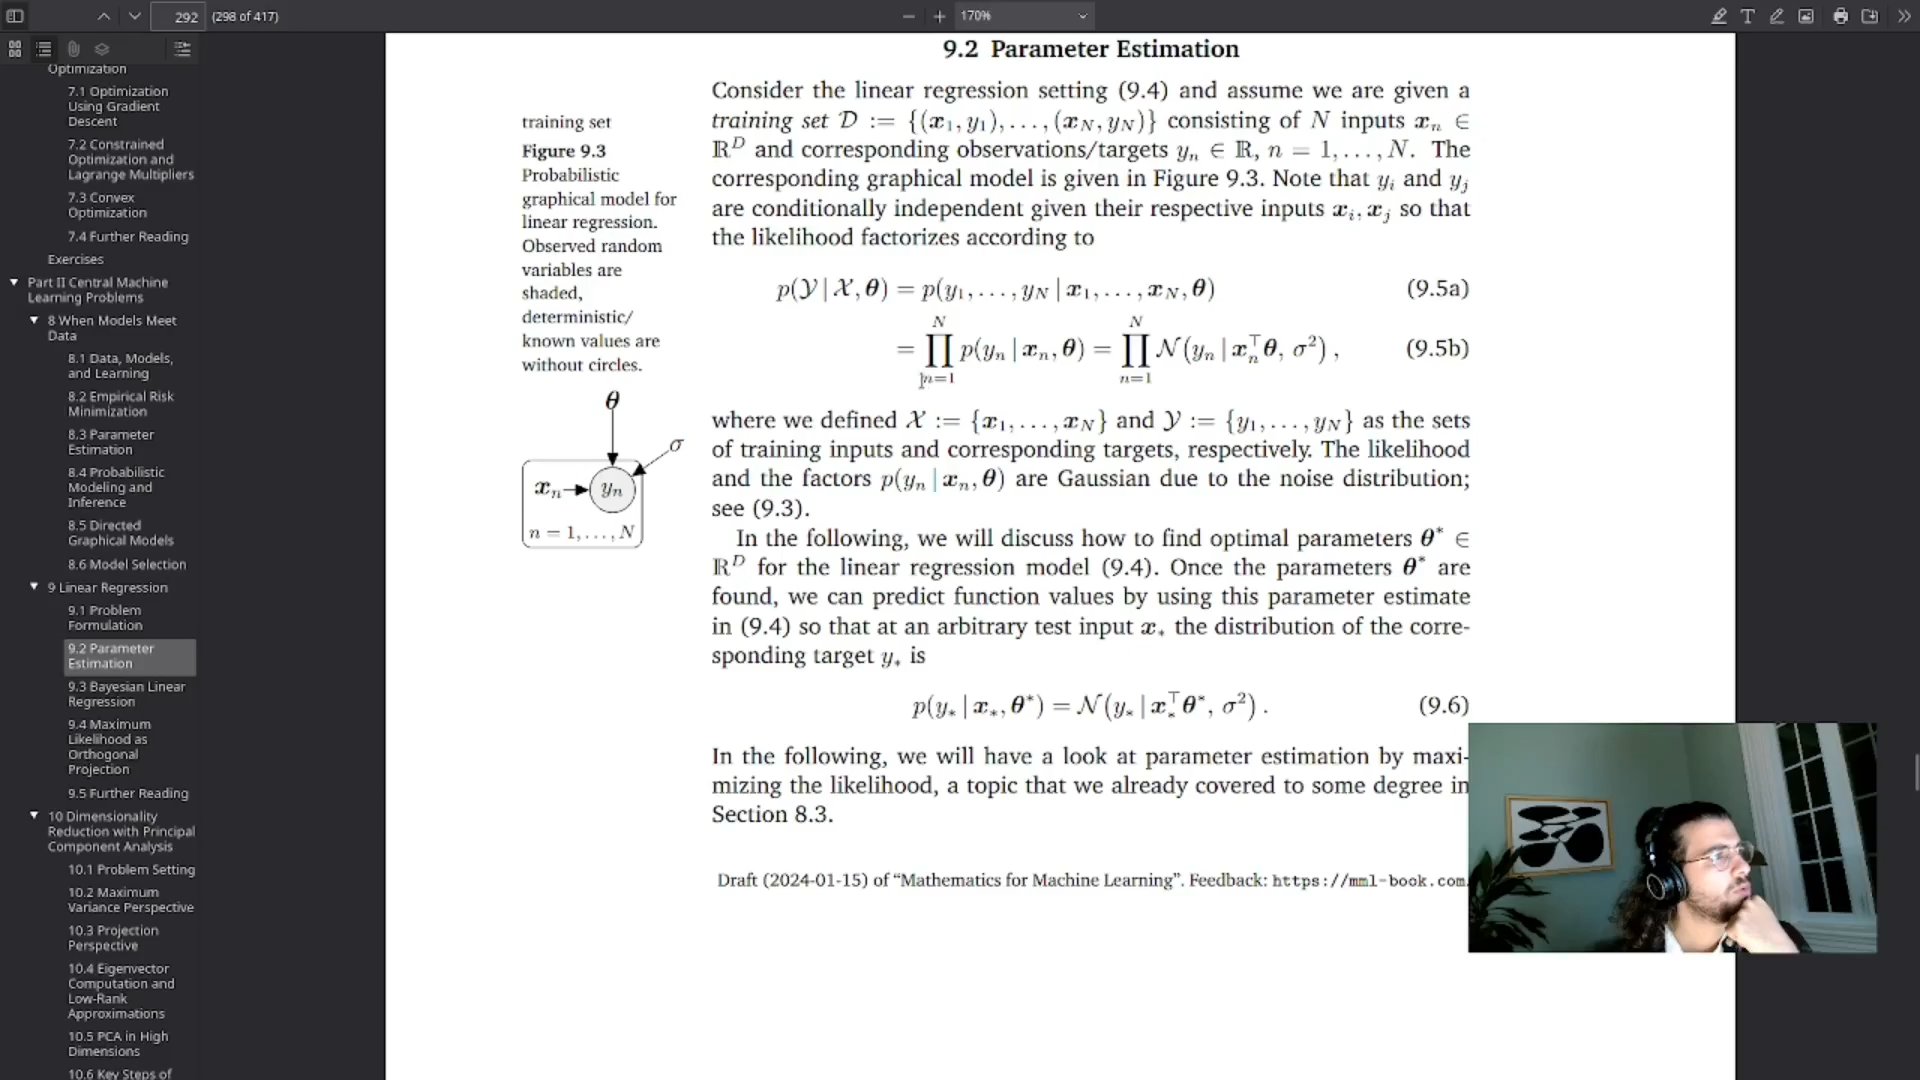 292
(298 of 417)
170%
Optimization
7.1 Optimization
Using Gradient
Descent
7.2 Constrained
Optimization and
Lagrange Multipliers
7.3 Convex
Optimization
7.4 Further Reading
Exercises
Part II Central Machine
Learning Problems
8 When Models Meet
Data
8.1 Data, Models,
and Learning
8.2 Empirical Risk
Minimization
8.3 Parameter
Estimation
8.4 Probabilistic
Modeling and
Inference
8.5 Directed
Graphical Models
8.6 Model Selection
9 Linear Regression
9.1 Problem
Formulation
9.2 Parameter
Estimation
9.3 Bayesian Linear
Regression
9.4 Maximum
Likelihood as
Orthogonal
Projection
9.5 Further Reading
10 Dimensionality
Reduction with Principal
Component Analysis
10.1 Problem Setting
10.2 Maximum
Variance Perspective
10.3 Projection
Perspective
10.4 Eigenvector
Computation and
Low-Rank
Approximations
10.5 PCA in High
Dimensions
10.6 Key Steps of
training set
Figure 9.3
Probabilistic
graphical model for
linear regression.
Observed random
variables are
shaded,
deterministic/
known values are
without circles.
θ
σ
xₙ yₙ
n = 1, . . . , N
9.2 Parameter Estimation
Consider the linear regression setting (9.4) and assume we are given a
training set 𝒟 := {(x₁, y₁), . . . , (x_N, y_N)} consisting of N inputs xₙ ∈
ℝᴰ and corresponding observations/targets yₙ ∈ ℝ, n = 1, . . . , N. The
corresponding graphical model is given in Figure 9.3. Note that yᵢ and yⱼ
are conditionally independent given their respective inputs xᵢ, xⱼ so that
the likelihood factorizes according to
p(𝒴 | 𝒳, θ) = p(y₁, . . . , y_N | x₁, . . . , x_N, θ) (9.5a)
= ∏ₙ₌₁ᴺ p(yₙ | xₙ, θ) = ∏ₙ₌₁ᴺ 𝒩(yₙ | xₙ⊤θ, σ²) , (9.5b)
where we defined 𝒳 := {x₁, . . . , x_N} and 𝒴 := {y₁, . . . , y_N} as the sets
of training inputs and corresponding targets, respectively. The likelihood
and the factors p(yₙ | xₙ, θ) are Gaussian due to the noise distribution;
see (9.3).
In the following, we will discuss how to find optimal parameters θ* ∈
ℝᴰ for the linear regression model (9.4). Once the parameters θ* are
found, we can predict function values by using this parameter estimate
in (9.4) so that at an arbitrary test input x_* the distribution of the corre-
sponding target y_* is
p(y_* | x_*, θ*) = 𝒩(y_* | x_*⊤θ*, σ²) . (9.6)
In the following, we will have a look at parameter estimation by maxi-
mizing the likelihood, a topic that we already covered to some degree in
Section 8.3.
Draft (2024-01-15) of “Mathematics for Machine Learning”. Feedback: https://mml-book.com.